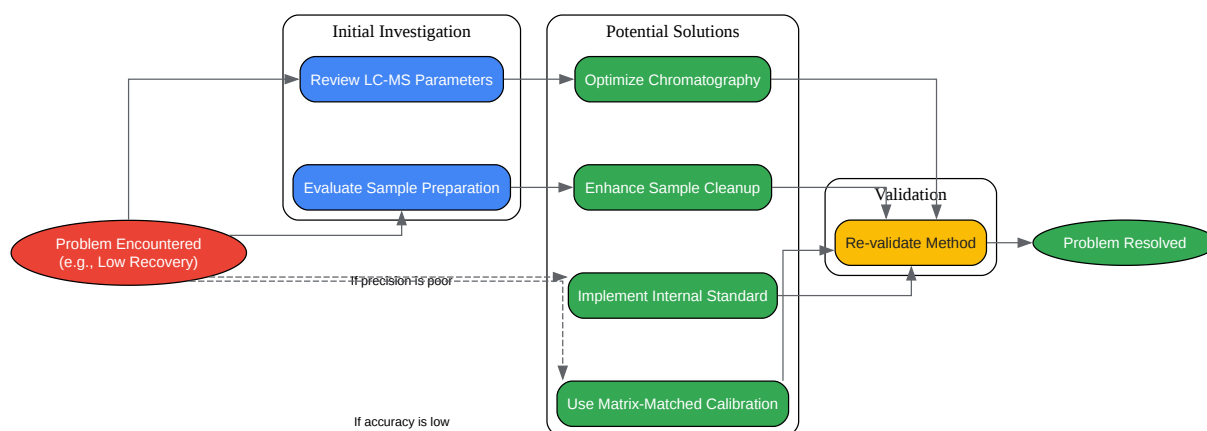 Initial Investigation
Potential Solutions
Review LC-MS Parameters
Optimize Chromatography
Evaluate Sample Preparation
Enhance Sample Cleanup
Validation
Problem Encountered
(e.g., Low Recovery)
Re-validate Method
Problem Resolved
If precision is poor
Implement Internal Standard
Use Matrix-Matched Calibration
If accuracy is low